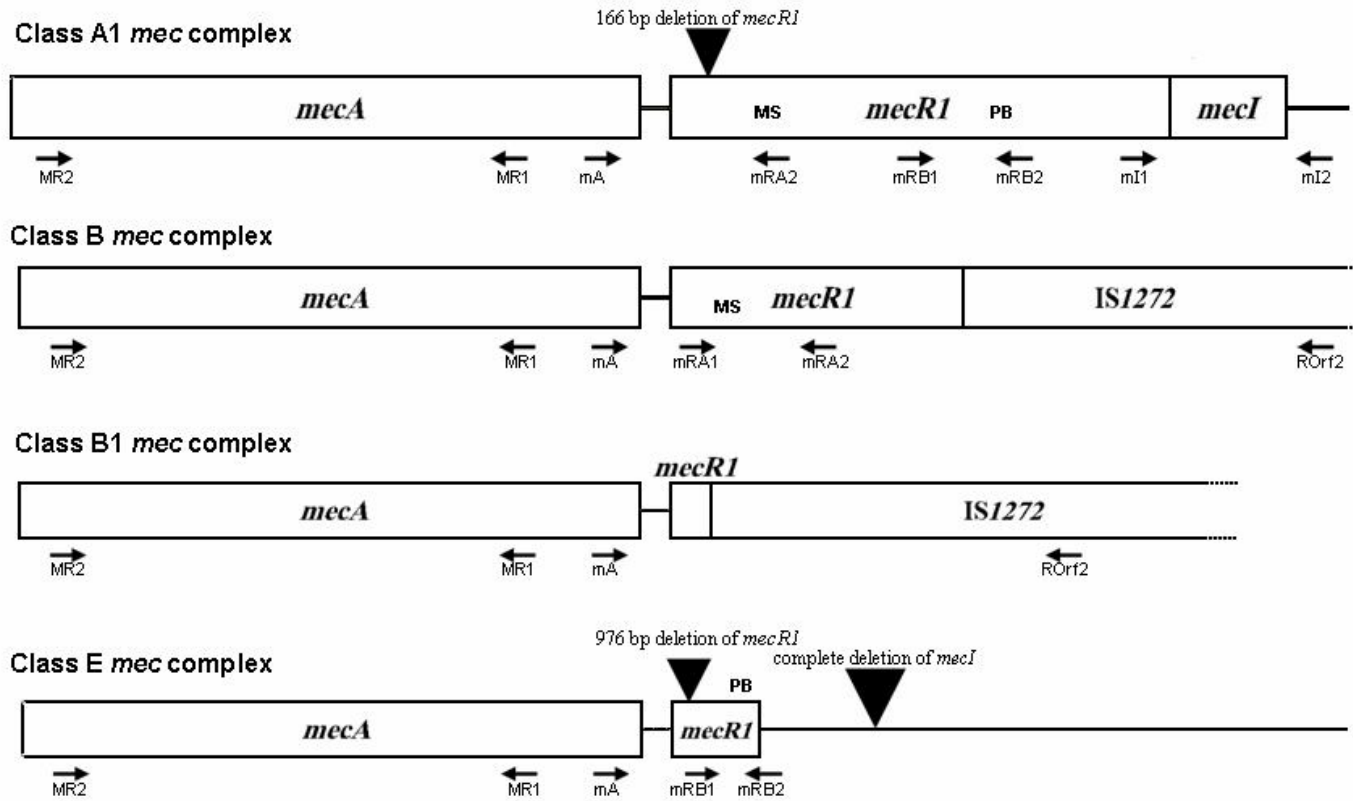 166 bp deletion of mecR1
Class A1 mec complex
mecA MS mecR1 PB mecI
MR2 MR1 mA mRA2 mRB1 mRB2 mI1 mI2
Class B mec complex
mecA MS mecR1 IS1272
MR2 MR1 mA mRA1 mRA2 ROrf2
Class B1 mec complex
mecR1
mecA IS1272
MR2 MR1 mA ROrf2
976 bp deletion of mecR1
complete deletion of mecI
Class E mec complex
PB
mecA mecR1
MR2 MR1 mA mRB1 mRB2